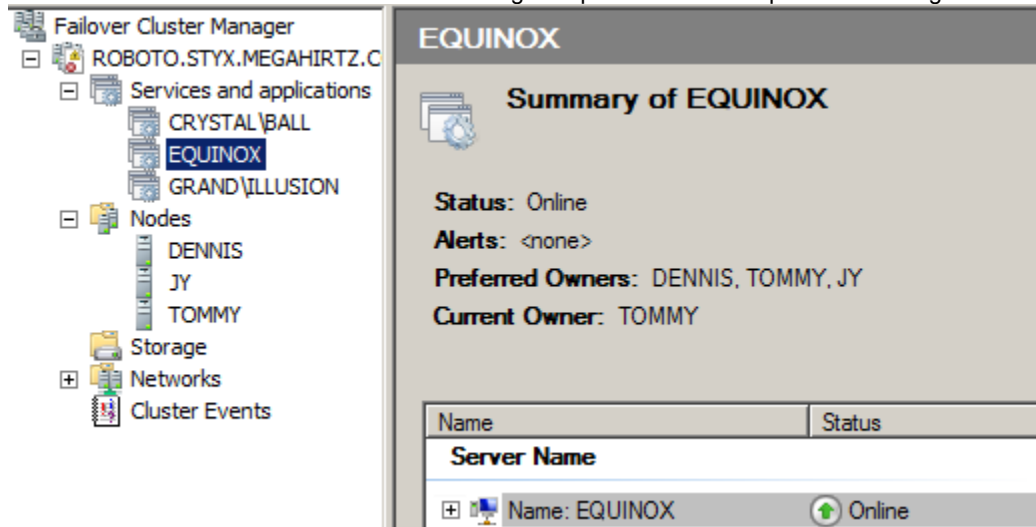 Failover Cluster Manager
ROBOTO.STYX.MEGAHIRTZ.C
Services and applications
CRYSTAL\BALL
EQUINOX
GRAND\ILLUSION
Nodes
DENNIS
JY
TOMMY
Storage
Networks
Cluster Events
EQUINOX
Summary of EQUINOX
Status: Online
Alerts: <none>
Preferred Owners: DENNIS, TOMMY, JY
Current Owner: TOMMY
Name Status
Server Name
Name: EQUINOX Online